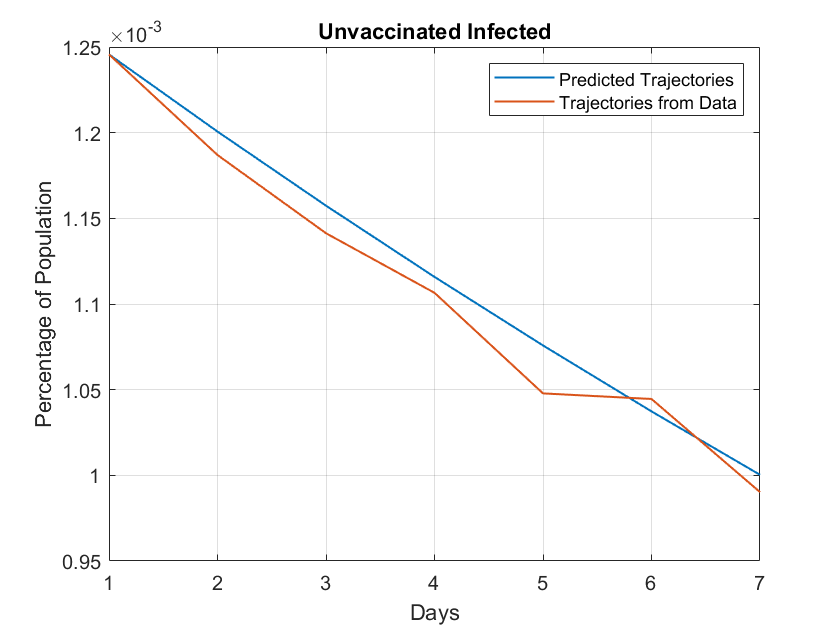 Unvaccinated Infected
×10⁻³
1.25
1.2
1.15
1.1
1.05
1
0.95
Percentage of Population
Predicted Trajectories
Trajectories from Data
1 2 3 4 5 6 7
Days